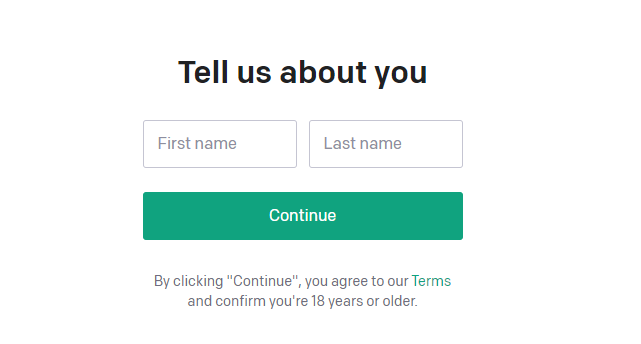 Tell us about you
First name
Last name
Continue
By clicking "Continue", you agree to our Terms
and confirm you're 18 years or older.